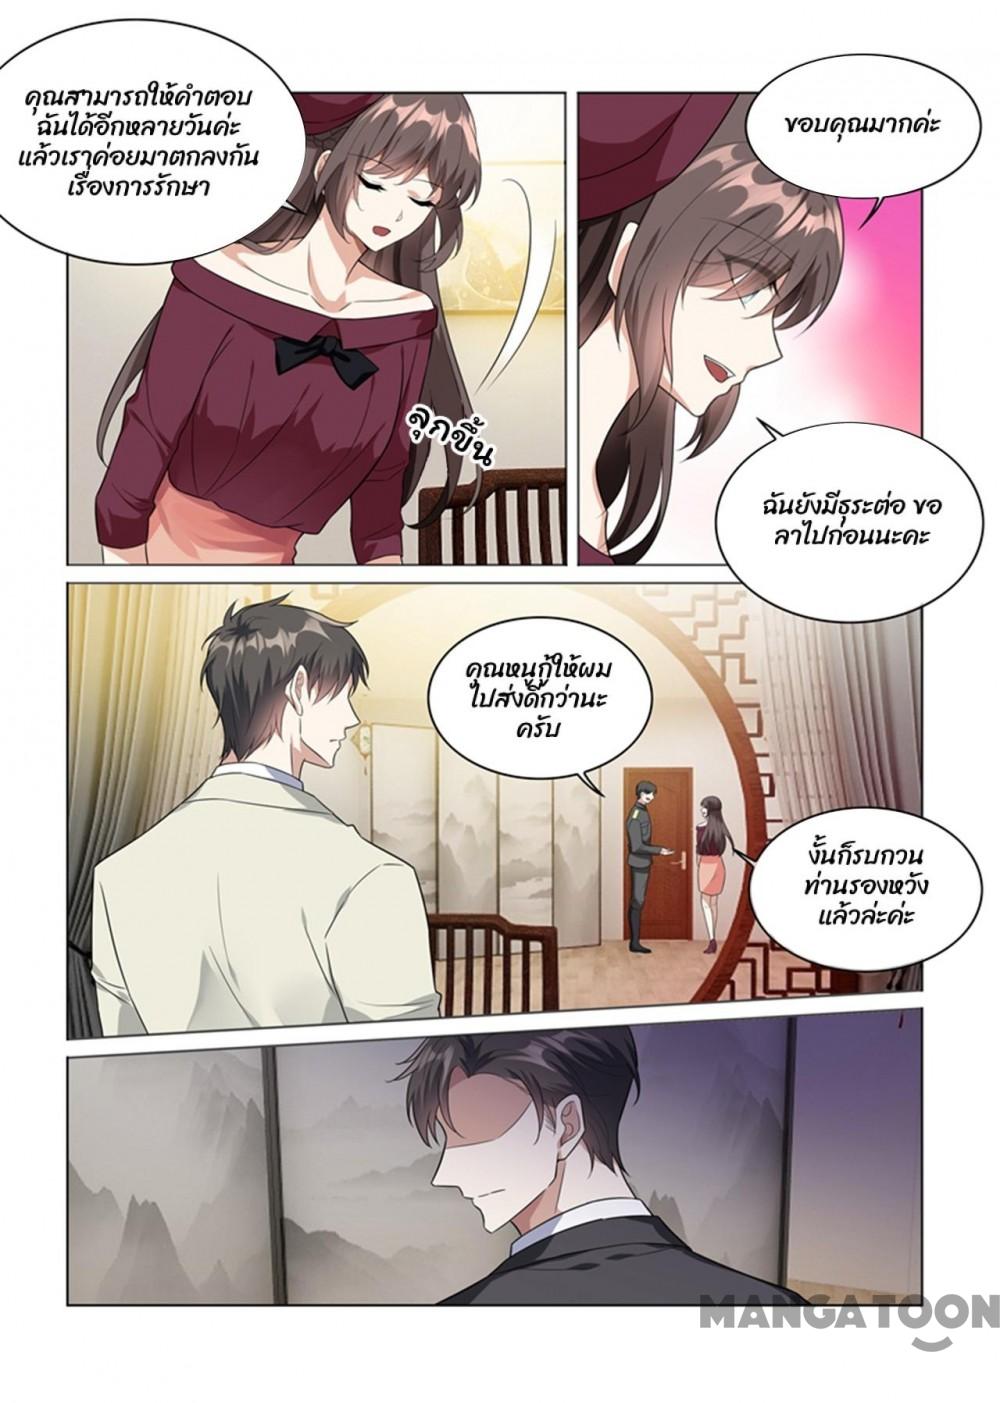 คุณสามารถให้คำตอบ
ฉันได้อีกหลายวันค่ะ
แล้วเราค่อยมาตกลงกัน
เรื่องการรักษา
ขอบคุณมากค่ะ
ลุกขึ้น
ฉันยังมีธุระต่อ ขอ
ลาไปก่อนนะคะ
คุณหนูกู้ให้ผม
ไปส่งดีกว่านะ
ครับ
งั้นก็รบกวน
ท่านรองหวัง
แล้วล่ะค่ะ
MANGATOON